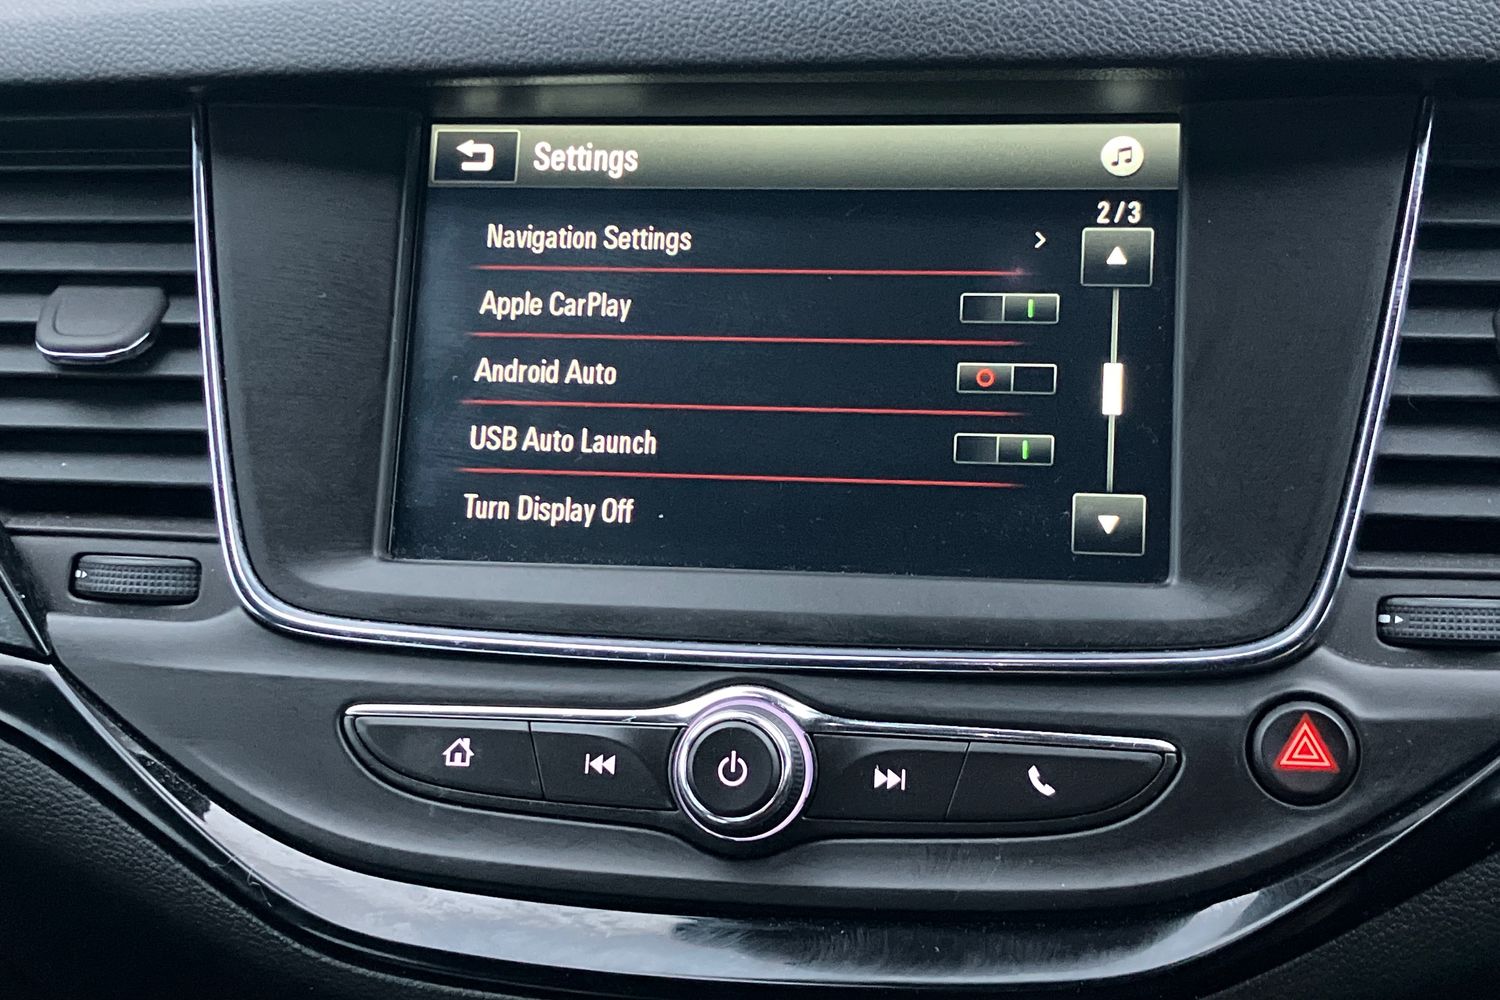 Settings
2/3
Navigation Settings
Apple CarPlay
Android Auto
USB Auto Launch
Turn Display Off